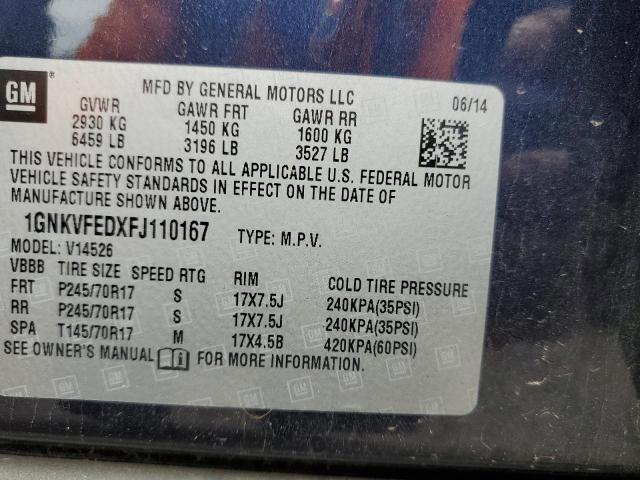 GM
MFD BY GENERAL MOTORS LLC 06/14
GVWR GAWR FRT GAWR RR
2930 KG 1450 KG 1600 KG
6459 LB 3196 LB 3527 LB
THIS VEHICLE CONFORMS TO ALL APPLICABLE U.S. FEDERAL MOTOR
VEHICLE SAFETY STANDARDS IN EFFECT ON THE DATE OF
MANUFACTURE SHOWN ABOVE.
1GNKVFEDXFJ110167 TYPE: M.P.V.
MODEL: V14526
VBBB TIRE SIZE SPEED RTG RIM COLD TIRE PRESSURE
FRT P245/70R17 S 17X7.5J 240KPA(35PSI)
RR P245/70R17 S 17X7.5J 240KPA(35PSI)
SPA T145/70R17 M 17X4.5B 420KPA(60PSI)
SEE OWNER'S MANUAL FOR MORE INFORMATION.